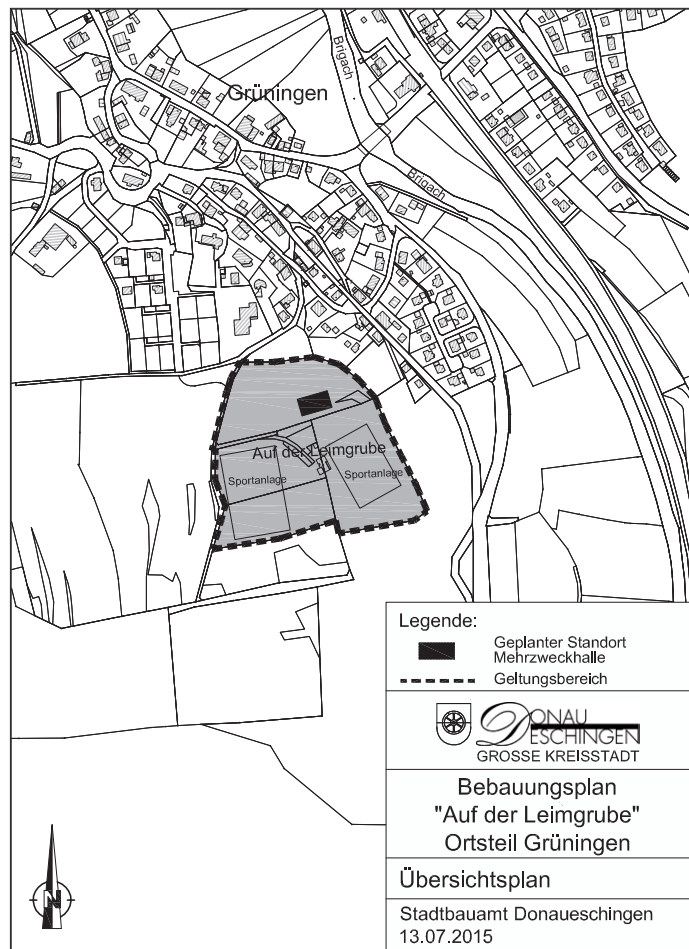 Brigach
Grüningen
Brigach
Auf der Leimgrube
Sportanlage
Sportanlage
Legende:
Geplanter Standort
Mehrzweckhalle
Geltungsbereich
DONAU
ESCHINGEN
GROSSE KREISSTADT
Bebauungsplan
"Auf der Leimgrube"
Ortsteil Grüningen
Übersichtsplan
Stadtbauamt Donaueschingen
13.07.2015
N